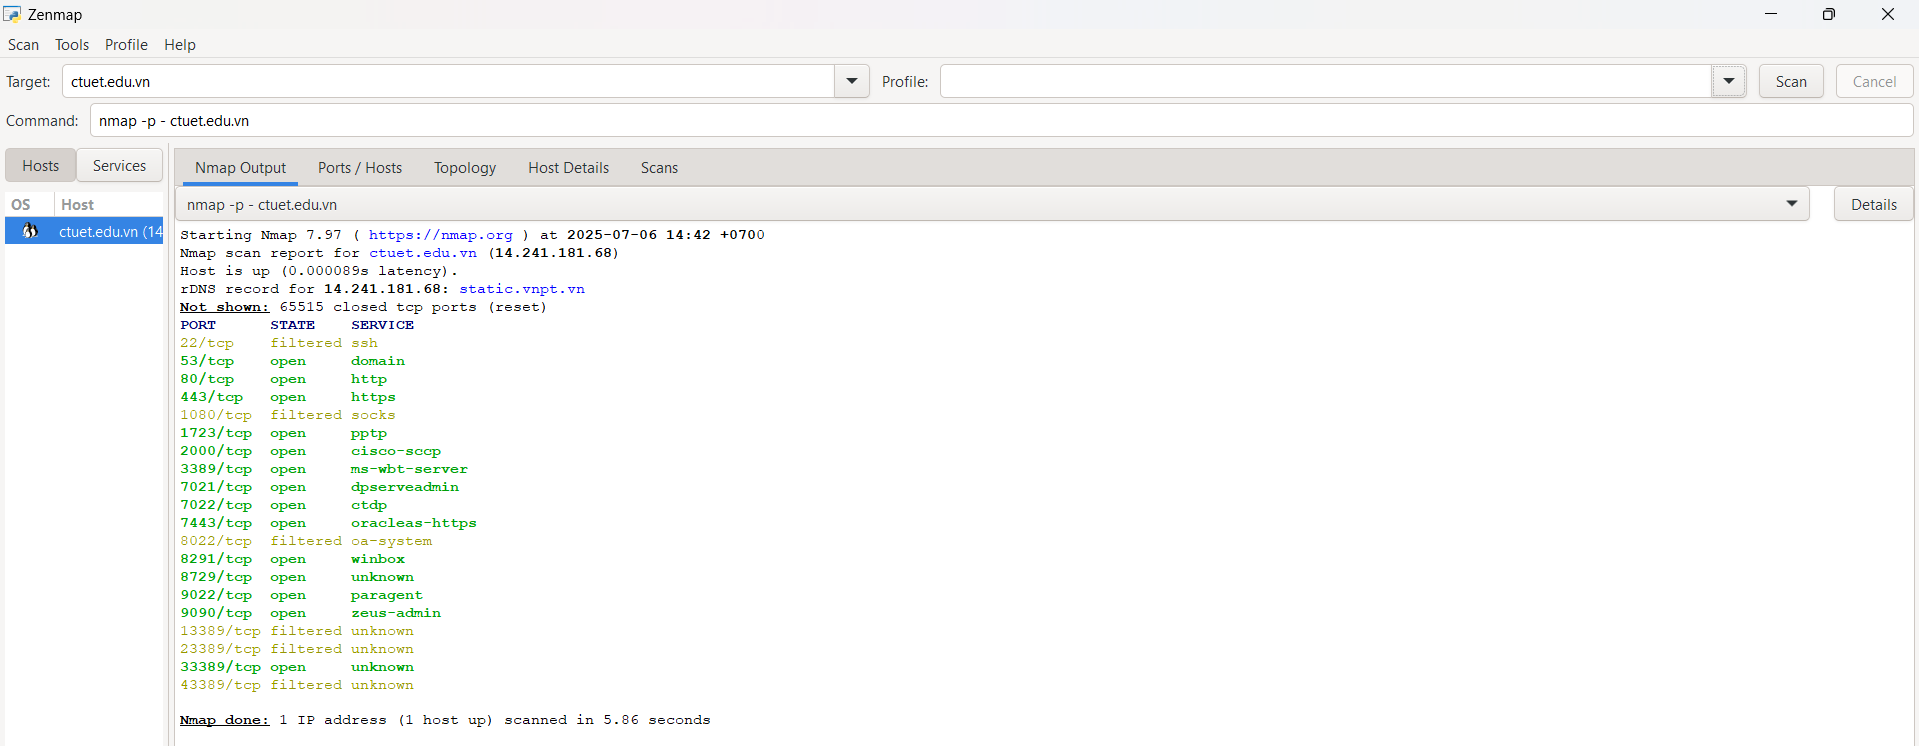 Zenmap
Scan Tools Profile Help
Target: ctuet.edu.vn Profile: Scan Cancel
Command: nmap -p - ctuet.edu.vn
Hosts Services Nmap Output Ports / Hosts Topology Host Details Scans
OS Host nmap -p - ctuet.edu.vn Details
ctuet.edu.vn (14
Starting Nmap 7.97 ( https://nmap.org ) at 2025-07-06 14:42 +0700
Nmap scan report for ctuet.edu.vn (14.241.181.68)
Host is up (0.000089s latency).
rDNS record for 14.241.181.68: static.vnpt.vn
Not shown: 65515 closed tcp ports (reset)
PORT STATE SERVICE
22/tcp filtered ssh
53/tcp open domain
80/tcp open http
443/tcp open https
1080/tcp filtered socks
1723/tcp open pptp
2000/tcp open cisco-sccp
3389/tcp open ms-wbt-server
7021/tcp open dpserveadmin
7022/tcp open ctdp
7443/tcp open oracleas-https
8022/tcp filtered oa-system
8291/tcp open winbox
8729/tcp open unknown
9022/tcp open paragent
9090/tcp open zeus-admin
13389/tcp filtered unknown
23389/tcp filtered unknown
33389/tcp open unknown
43389/tcp filtered unknown
Nmap done: 1 IP address (1 host up) scanned in 5.86 seconds